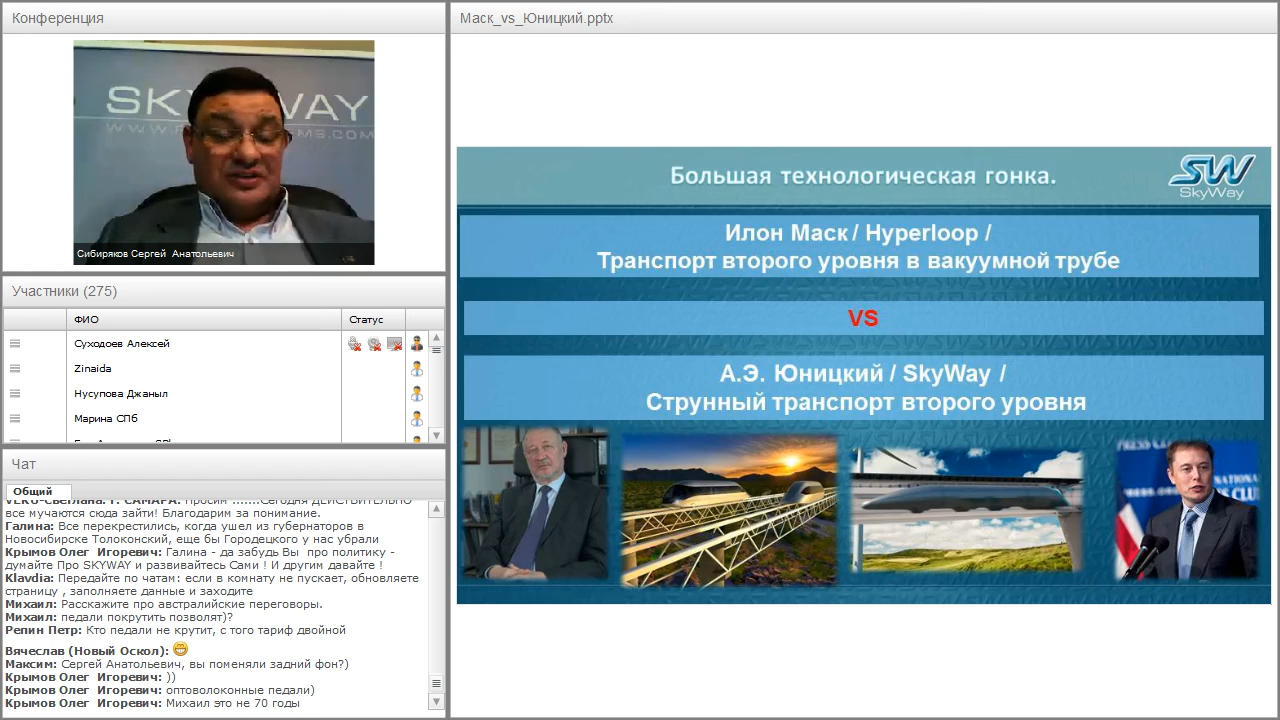 Конференция
SKYWAY
Сибиряков Сергей Анатольевич
Участники (275)
ФИО
Статус
Суходоев Алексей
Zinaida
Нусупова Джаныл
Марина СПб
Чат
Общий
все мучаются сюда зайти! Благодарим за понимание.
Галина: Все перекрестились, когда ушел из губернаторов в
Новосибирске Толоконский, еще бы Городецкого у нас убрали
Крымов Олег Игоревич: Галина - да забудь Вы про политику -
думайте Про SKYWAY и развивайтесь Сами ! И другим давайте !
Klavdia: Передайте по чатам: если в комнату не пускает, обновляете
страницу , заполняете данные и заходите
Михаил: Расскажите про австралийские переговоры.
Михаил: педали покрутить позволят)?
Репин Петр: Кто педали не крутит, с того тариф двойной
Вячеслав (Новый Оскол):
Максим: Сергей Анатольевич, вы поменяли задний фон?)
Крымов Олег Игоревич: ))
Крымов Олег Игоревич: оптоволоконные педали)
Крымов Олег Игоревич: Михаил это не 70 годы
Маск_vs_Юницкий.pptx
Большая технологическая гонка.
SW
SkyWay
Илон Маск / Hyperloop /
Транспорт второго уровня в вакуумной трубе
VS
А.Э. Юницкий / SkyWay /
Струнный транспорт второго уровня